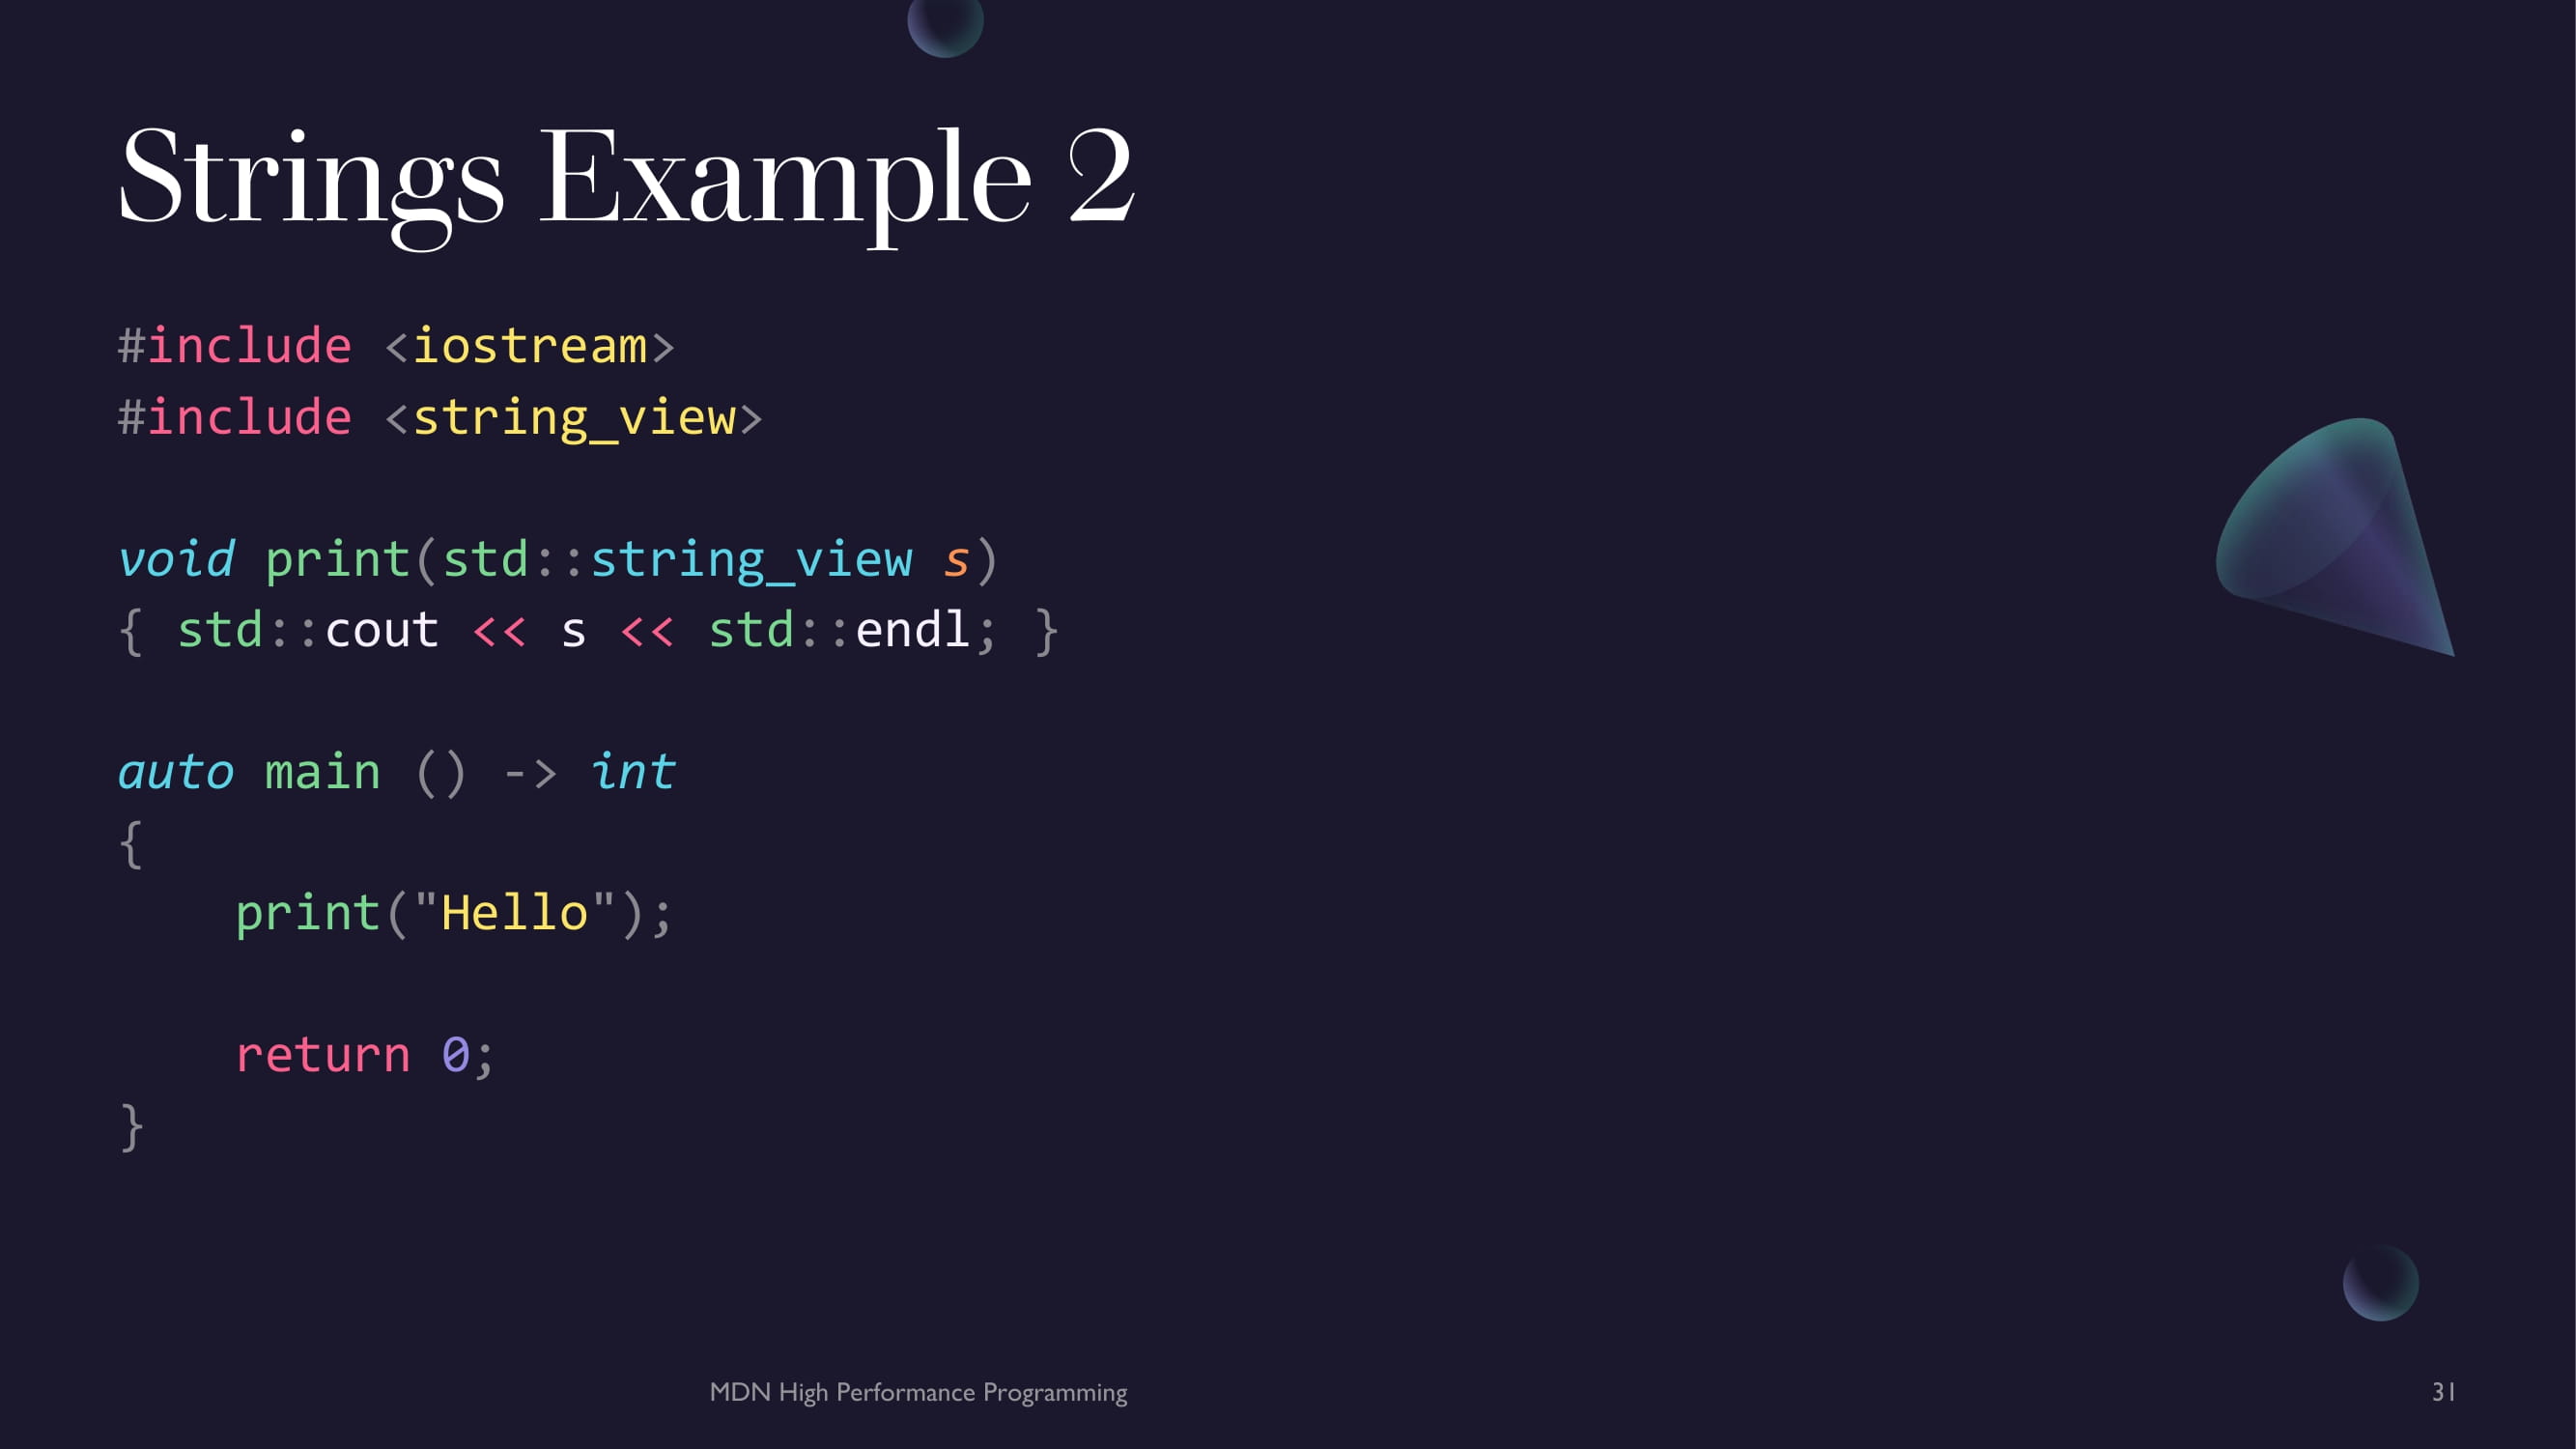 Strings Example 2
#include <iostream>
#include <string_view>
void print(std::string_view s)
{ std::cout << s << std::endl; }
auto main () -> int
{
    print("Hello");
    return 0;
}
MDN High Performance Programming
31